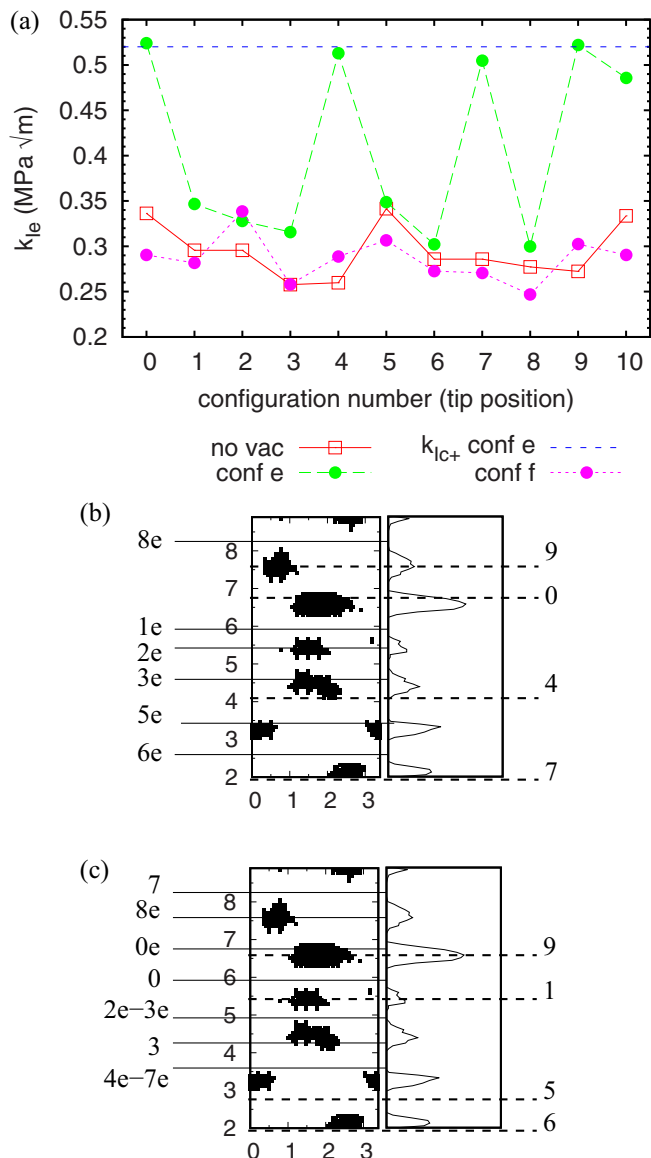 (a)
0.55
0.5
0.45
0.4
0.35
0.3
0.25
0.2
k_Ie (MPa √m)
0 1 2 3 4 5 6 7 8 9 10
configuration number (tip position)
no vac
conf e
k_Ic+ conf e
conf f
(b)
8e
1e
2e
3e
5e
6e
8
7
6
5
4
3
2
0 1 2 3
9
0
4
7
(c)
7
8e
0e
0
2e−3e
3
4e−7e
8
7
6
5
4
3
2
0 1 2 3
9
1
5
6